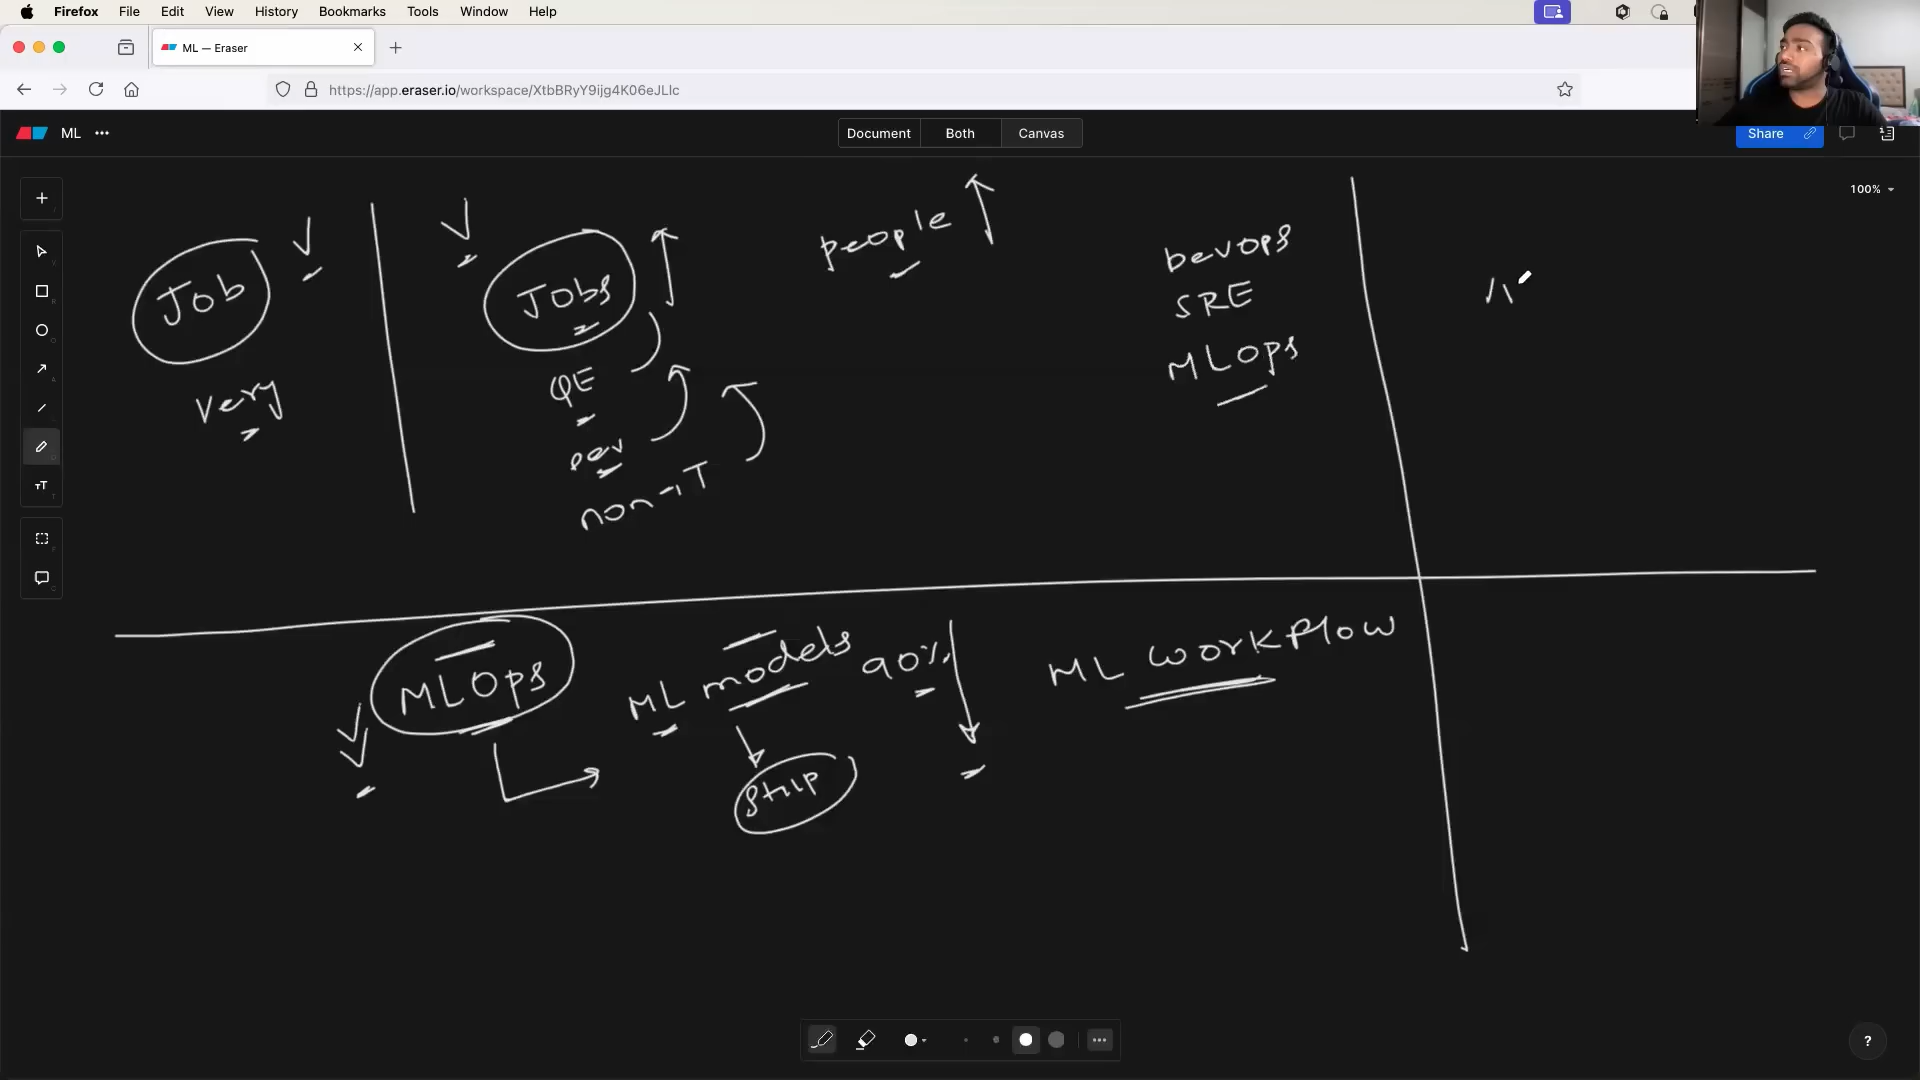 Firefox File Edit View History Bookmarks Tools Window Help
ML — Eraser
https://app.eraser.io/workspace/XtbBRyY9ijg4K06eJLlc
ML
Document Both Canvas
Share
100%
Job
very
Jobs
QE
Dev
non-IT
people
Devops
SRE
MLOps
MLOps
ML models 90%
ship
ML workflow
TT
?